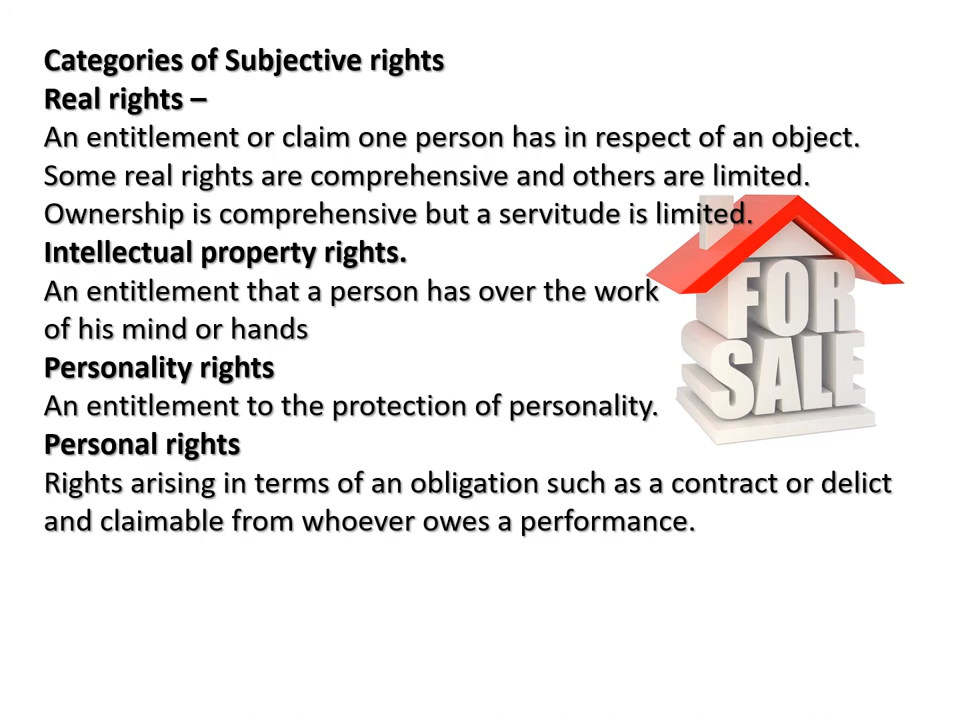 Categories of Subjective rights
Real rights –
An entitlement or claim one person has in respect of an object.
Some real rights are comprehensive and others are limited.
Ownership is comprehensive but a servitude is limited.
Intellectual property rights.
An entitlement that a person has over the work
of his mind or hands
Personality rights
An entitlement to the protection of personality.
Personal rights
Rights arising in terms of an obligation such as a contract or delict
and claimable from whoever owes a performance.
FOR
SALE